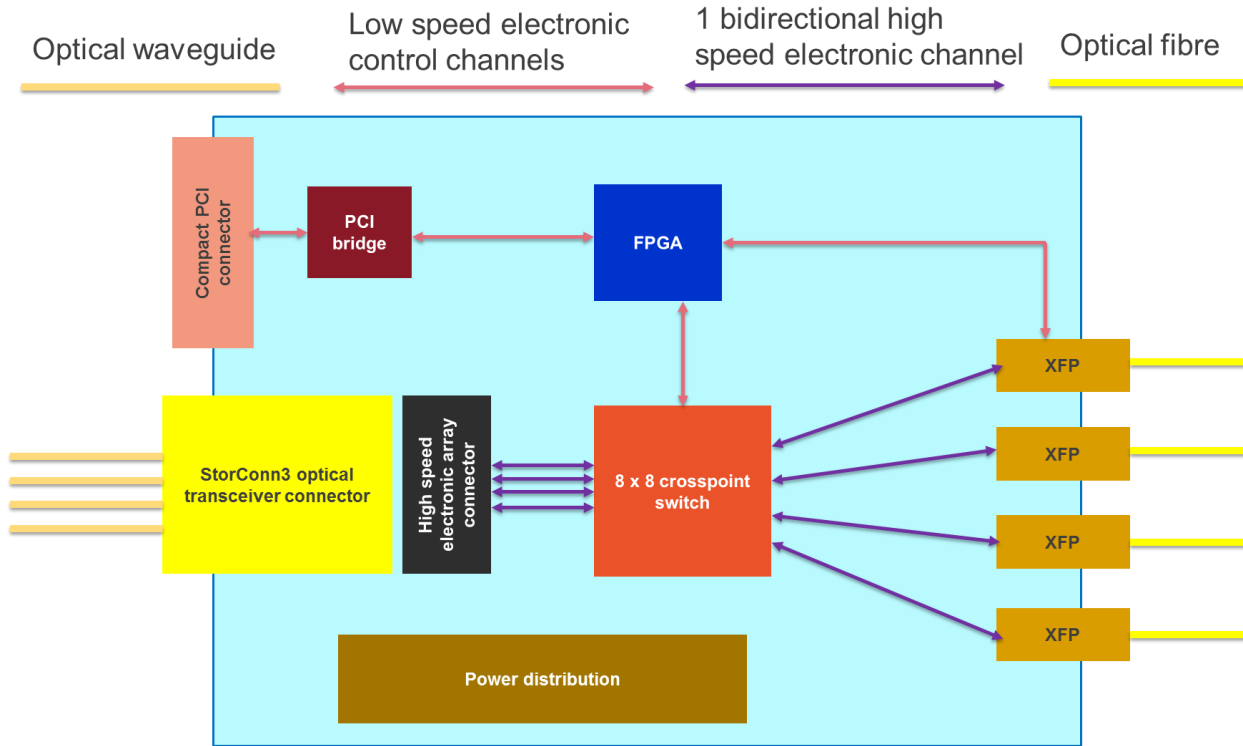 Optical waveguide
Low speed electronic
control channels
1 bidirectional high
speed electronic channel
Optical fibre
Compact PCI
connector
PCI
bridge
FPGA
XFP
StorConn3 optical
transceiver connector
High speed
electronic array
connector
8 x 8 crosspoint
switch
XFP
XFP
XFP
Power distribution